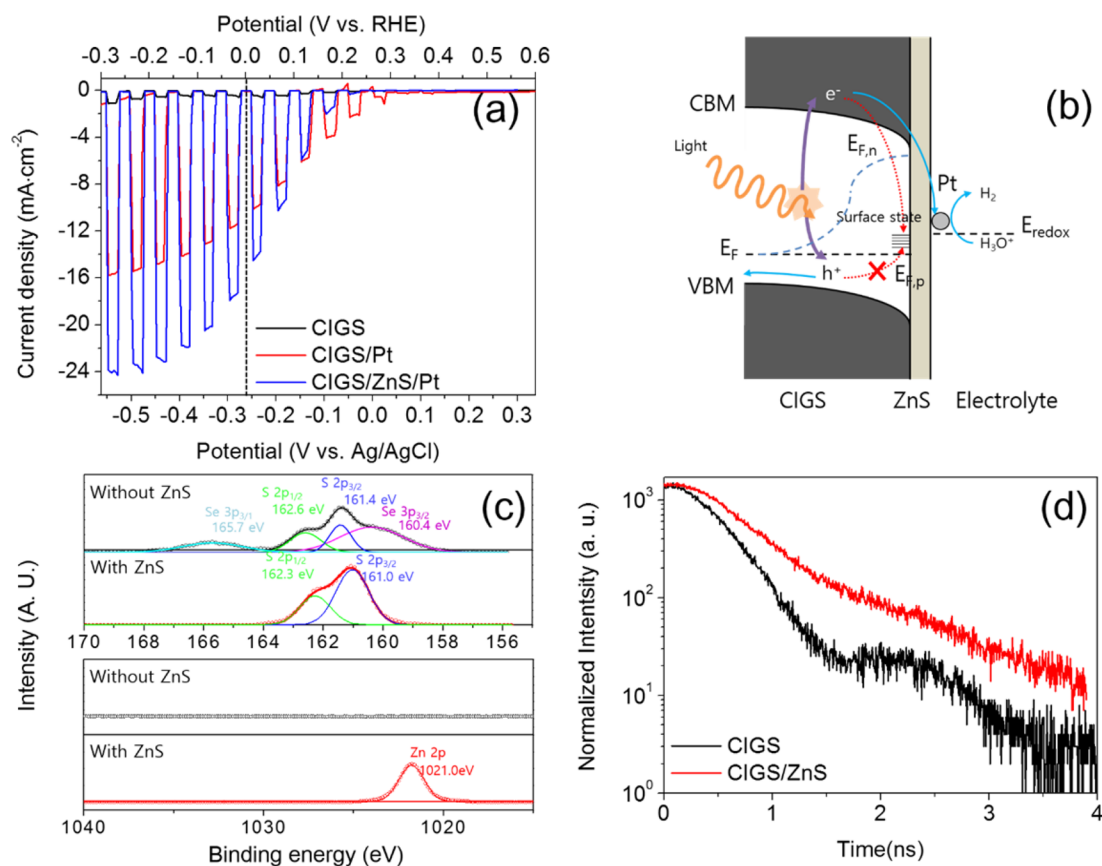 Potential (V vs. RHE)
-0.3 -0.2 -0.1 0.0 0.1 0.2 0.3 0.4 0.5 0.6
(a)
Current density (mA·cm⁻²)
0
-4
-8
-12
-16
-20
-24
CIGS
CIGS/Pt
CIGS/ZnS/Pt
-0.5 -0.4 -0.3 -0.2 -0.1 0.0 0.1 0.2 0.3
Potential (V vs. Ag/AgCl)
(b)
CBM
e⁻
Light
E_F,n
Pt
H₂
Surface state
E_redox
E_F
H₃O⁺
h⁺
E_F,p
VBM
CIGS ZnS Electrolyte
(c)
Intensity (A. U.)
Without ZnS
Se 3p3/1
165.7 eV
S 2p1/2
162.6 eV
S 2p3/2
161.4 eV
Se 3p3/2
160.4 eV
With ZnS
S 2p1/2
162.3 eV
S 2p3/2
161.0 eV
170 168 166 164 162 160 158 156
Without ZnS
With ZnS
Zn 2p
1021.0eV
1040 1030 1020
Binding energy (eV)
(d)
Normalized Intentsity (a. u.)
10³
10²
10¹
10⁰
CIGS
CIGS/ZnS
0 1 2 3 4
Time(ns)